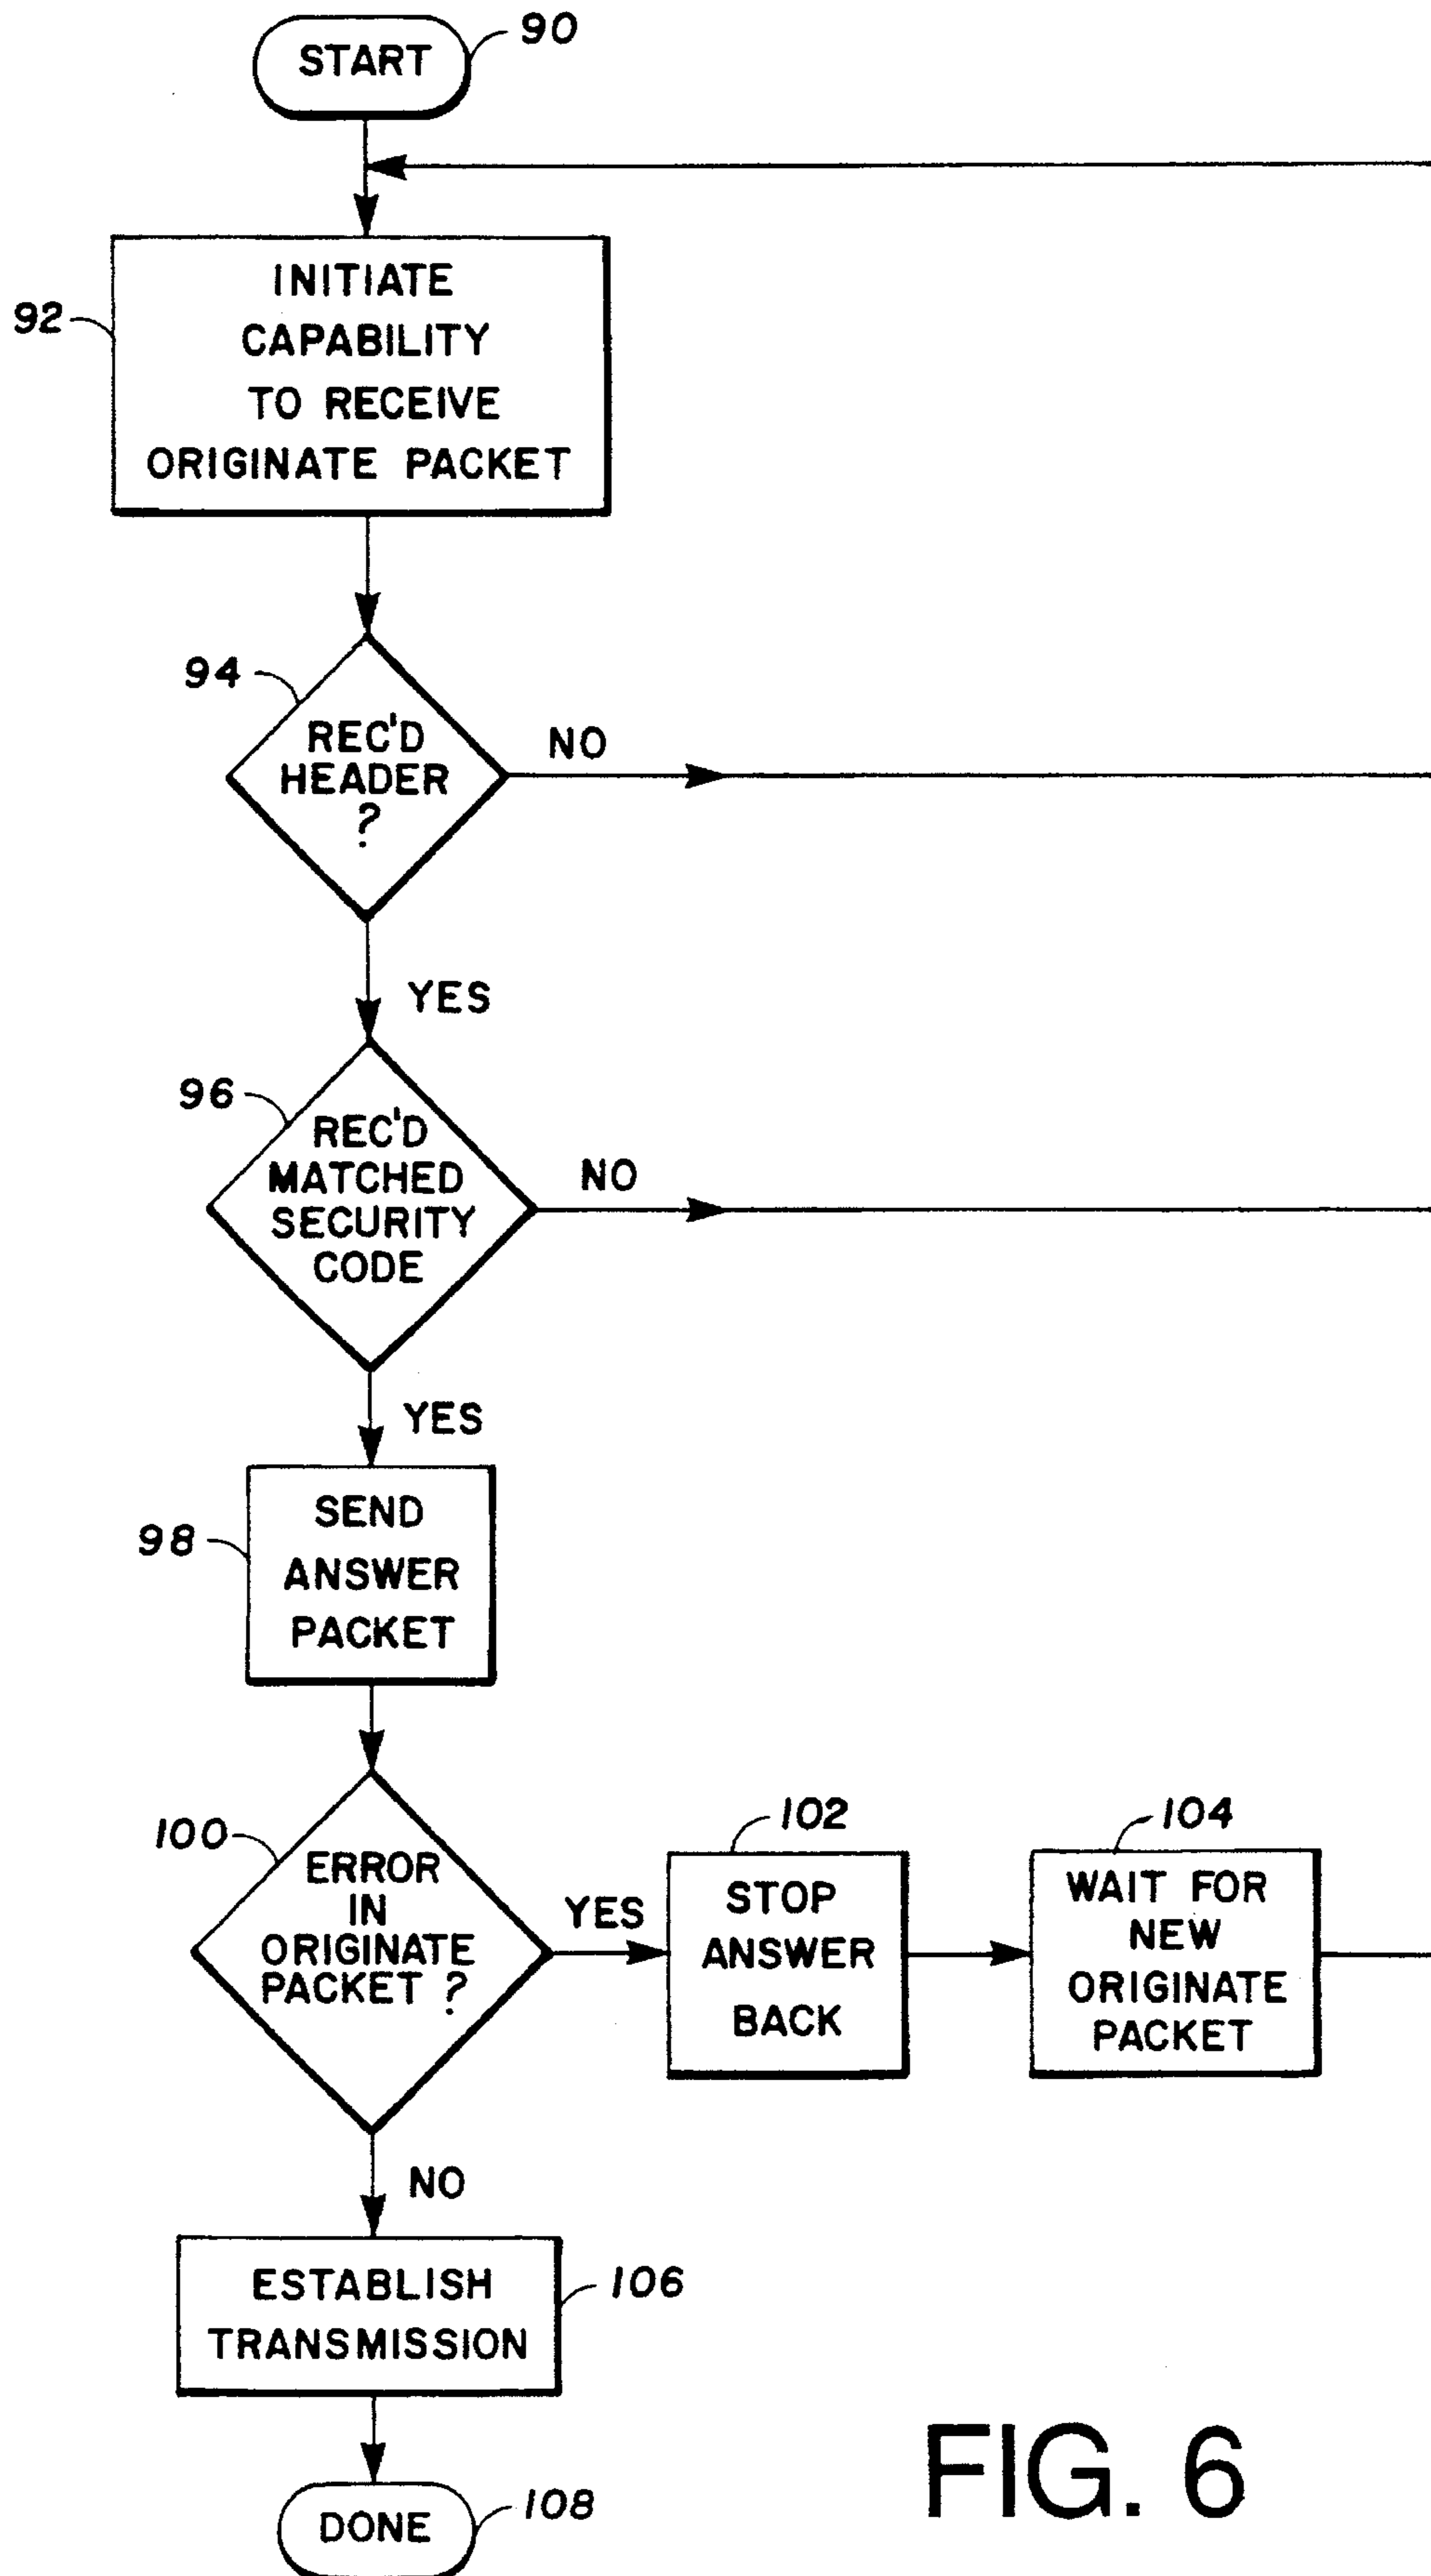 START
90
92
INITIATE
CAPABILITY
TO RECEIVE
ORIGINATE PACKET
94
REC'D
HEADER
?
NO
YES
96
REC'D
MATCHED
SECURITY
CODE
NO
YES
98
SEND
ANSWER
PACKET
100
ERROR
IN
ORIGINATE
PACKET ?
YES
102
STOP
ANSWER
BACK
104
WAIT FOR
NEW
ORIGINATE
PACKET
NO
ESTABLISH
TRANSMISSION
106
DONE
108
FIG. 6